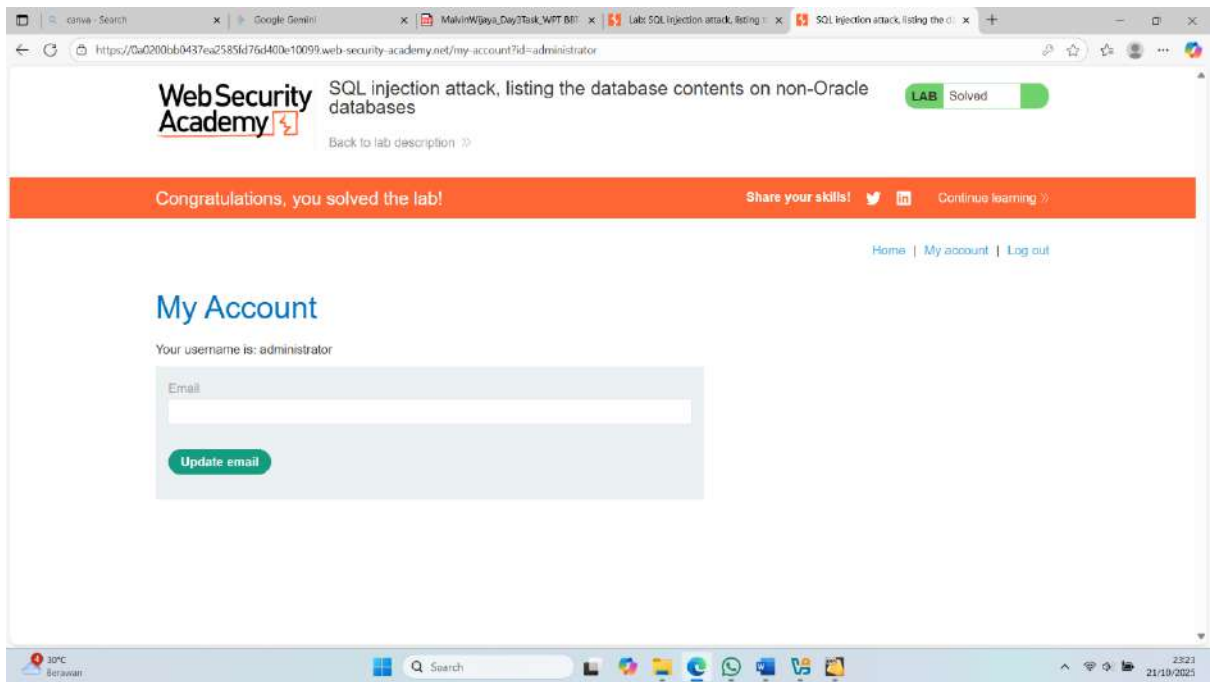 canva - Search
Google Gemini
MalvinWijaya_Day3Task_WPT BBT
Lab: SQL injection attack, listing
SQL injection attack, listing the d
https://0a0200bb0437ea2585fd76d400e10099.web-security-academy.net/my-account?id=administrator
WebSecurity
Academy
SQL injection attack, listing the database contents on non-Oracle
databases
Back to lab description
LAB Solved
Congratulations, you solved the lab!
Share your skills!
Continue learning
Home | My account | Log out
My Account
Your username is: administrator
Email
Update email
30°C
Berawan
Search
23:23
21/10/2025